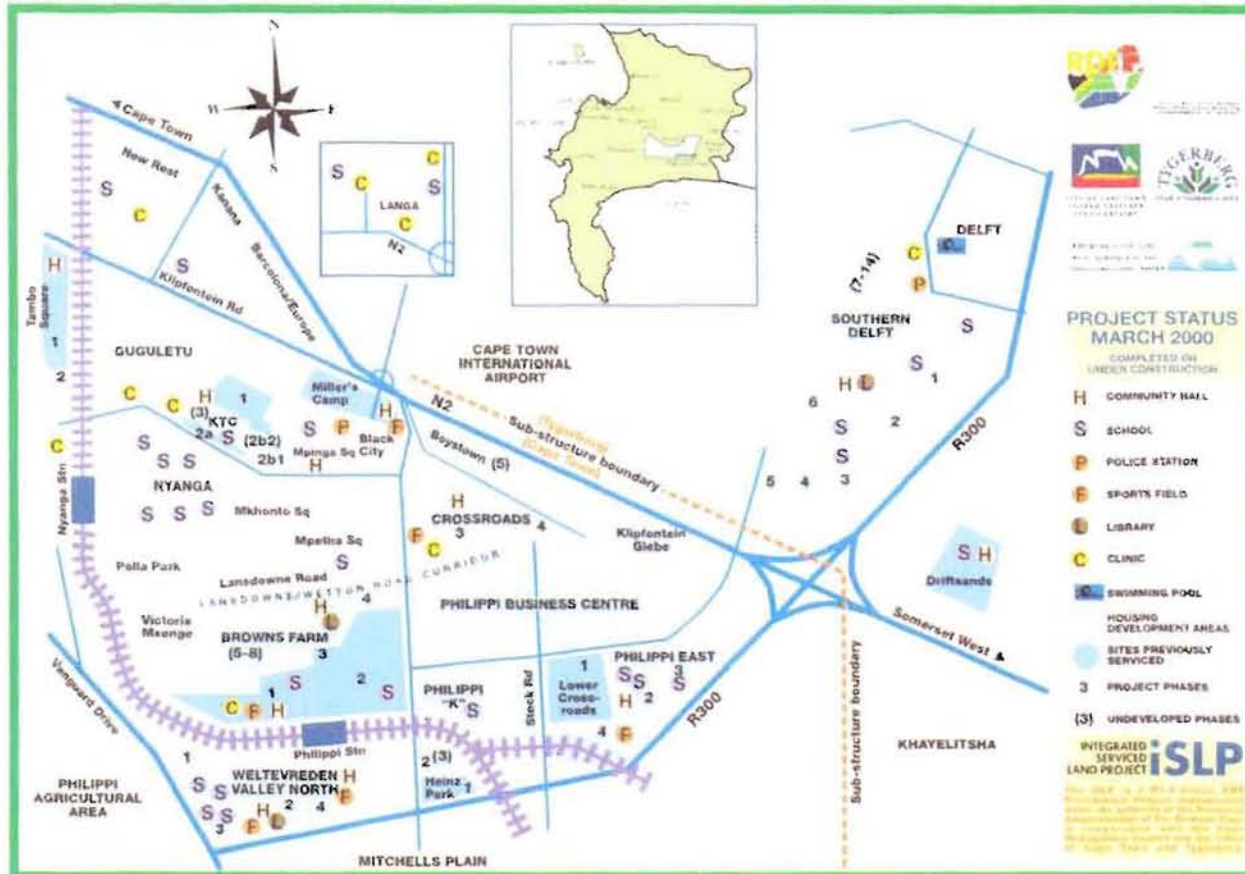 N
W
S
Cape Town
New Rest
Kanana
Barcelona/Europe
Klipfontein Rd
Tambo
Square
1
2
GUGULETU
C
S
LANGA
N2
CAPE TOWN
INTERNATIONAL
AIRPORT
Miller's
Camp
H
(3)
1
KTC
2a
S
(2b2)
2b1
Mpinga Sq
Black
City
P
F
N2
Boystown (5)
(Tygerberg)
Sub-structure boundary
(Cape Town)
Nyanga Stn
NYANGA
Mkhonto Sq
Mpetha Sq
CROSSROADS
3
4
Klipfontein
Glebe
Polla Park
Lansdowne Road
LANSDOWNE/WETTON ROAD CORRIDOR
Victoria
Mxenge
4
BROWNS FARM
(5-8)
3
1
2
PHILIPPI BUSINESS CENTRE
Vanguard Drive
Philippi Stn
PHILIPPI
"K"
Stock Rd
1
Lower Cross-
roads
PHILIPPI EAST
2
3
4
R300
PHILIPPI
AGRICULTURAL
AREA
1
WELTEVREDEN
VALLEY NORTH
2
4
3
2 (3)
Heinz
Park
1
MITCHELLS PLAIN
DELFT
(7-14)
SOUTHERN
DELFT
1
2
6
5
4
3
R300
Driftsands
Somerset West
Sub-structure boundary
KHAYELITSHA
RDP
TYGERBERG
PROJECT STATUS
MARCH 2000
COMPLETED OR
UNDER CONSTRUCTION
H COMMUNITY HALL
S SCHOOL
P POLICE STATION
F SPORTS FIELD
L LIBRARY
C CLINIC
SWIMMING POOL
HOUSING
DEVELOPMENT AREAS
SITES PREVIOUSLY
SERVICED
3 PROJECT PHASES
(3) UNDEVELOPED PHASES
INTEGRATED
SERVICED
LAND PROJECT
iSLP